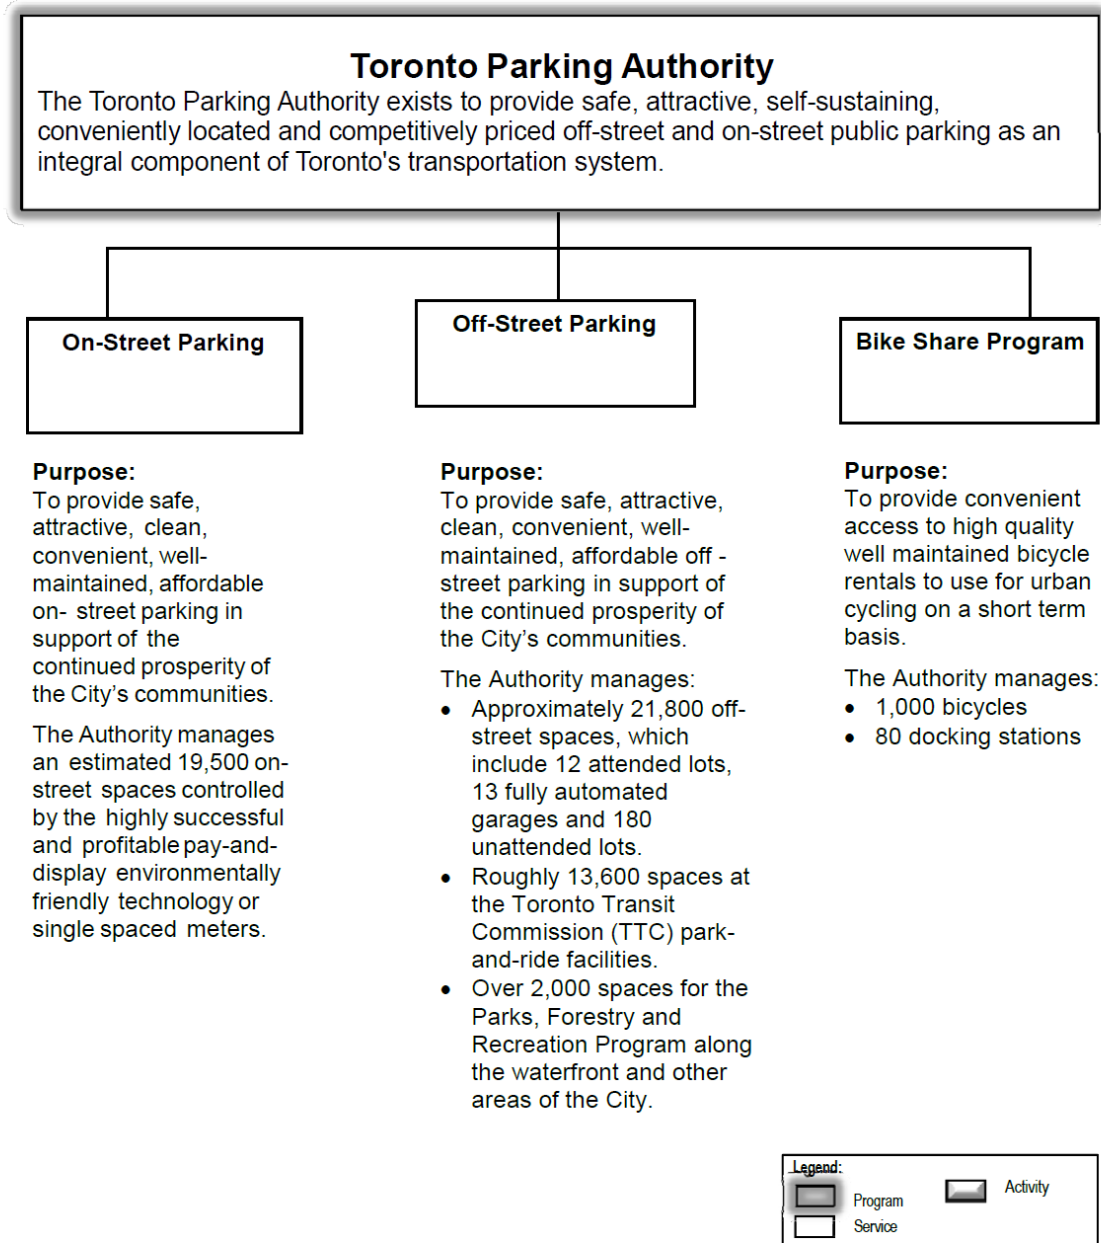 Toronto Parking Authority
The Toronto Parking Authority exists to provide safe, attractive, self-sustaining,
conveniently located and competitively priced off-street and on-street public parking as an
integral component of Toronto's transportation system.
On-Street Parking
Off-Street Parking
Bike Share Program
Purpose:
To provide safe,
attractive, clean,
convenient, well-
maintained, affordable
on- street parking in
support of the
continued prosperity of
the City's communities.
The Authority manages
an estimated 19,500 on-
street spaces controlled
by the highly successful
and profitable pay-and-
display environmentally
friendly technology or
single spaced meters.
Purpose:
To provide safe, attractive,
clean, convenient, well-
maintained, affordable off -
street parking in support of
the continued prosperity of
the City's communities.
The Authority manages:
• Approximately 21,800 off-
street spaces, which
include 12 attended lots,
13 fully automated
garages and 180
unattended lots.
• Roughly 13,600 spaces at
the Toronto Transit
Commission (TTC) park-
and-ride facilities.
• Over 2,000 spaces for the
Parks, Forestry and
Recreation Program along
the waterfront and other
areas of the City.
Purpose:
To provide convenient
access to high quality
well maintained bicycle
rentals to use for urban
cycling on a short term
basis.
The Authority manages:
• 1,000 bicycles
• 80 docking stations
Legend:
Program
Activity
Service